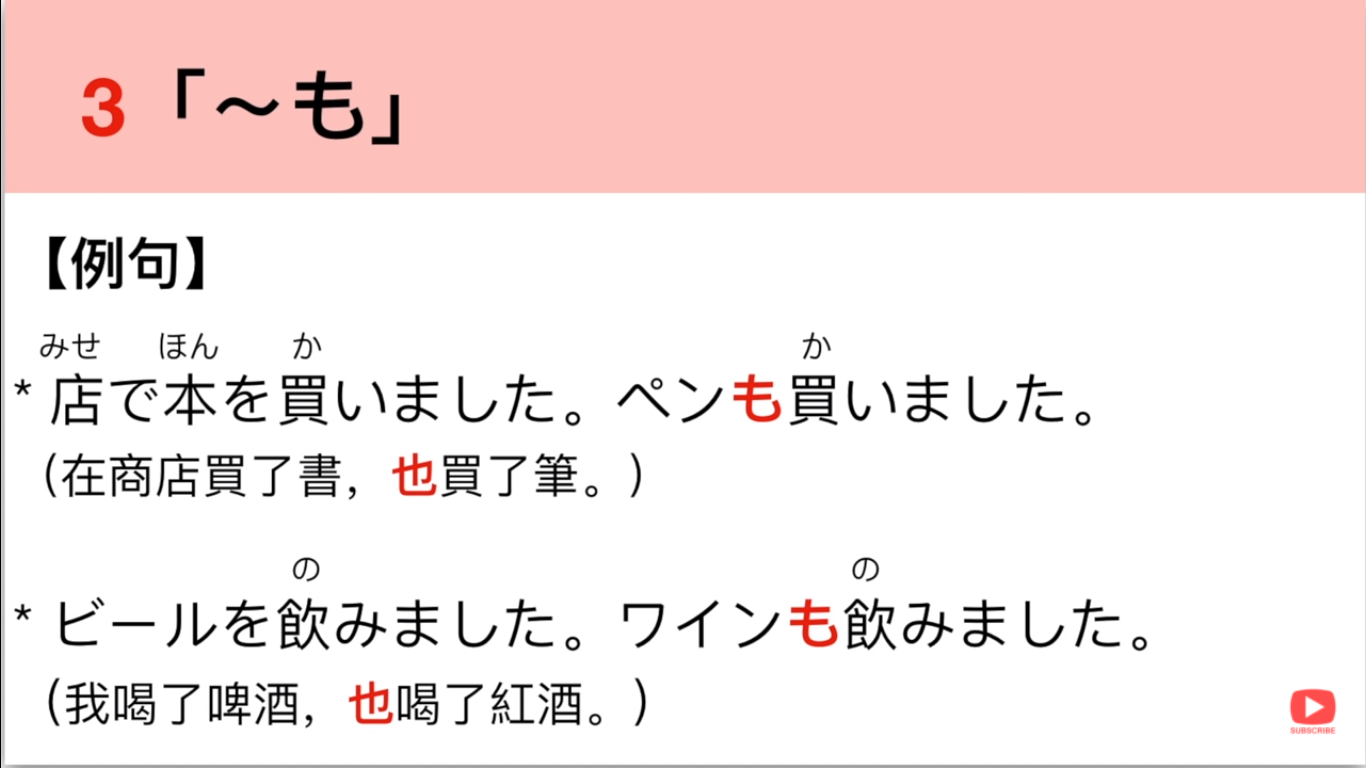 3「～も」
【例句】
みせ ほん か か
* 店で本を買いました。ペンも買いました。
（在商店買了書，也買了筆。）
の の
* ビールを飲みました。ワインも飲みました。
（我喝了啤酒，也喝了紅酒。）
SUBSCRIBE